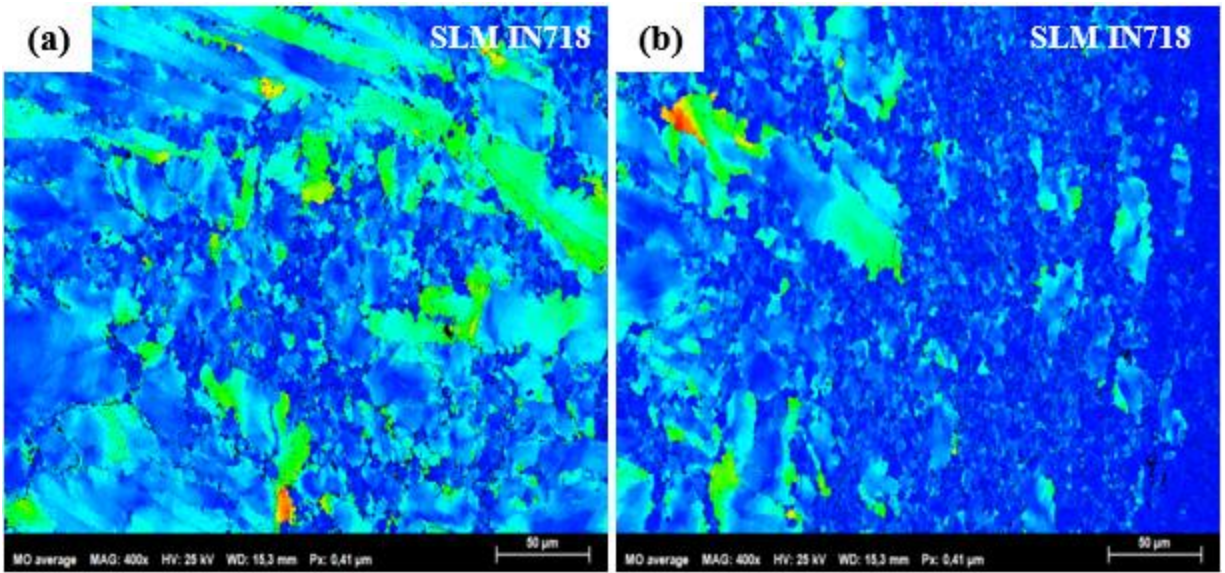 (a)
SLM IN718
MO average MAG: 400x HV: 25 kV WD: 15,3 mm Px: 0,41 µm
50 µm
(b)
SLM IN718
MO average MAG: 400x HV: 25 kV WD: 15,3 mm Px: 0,41 µm
50 µm